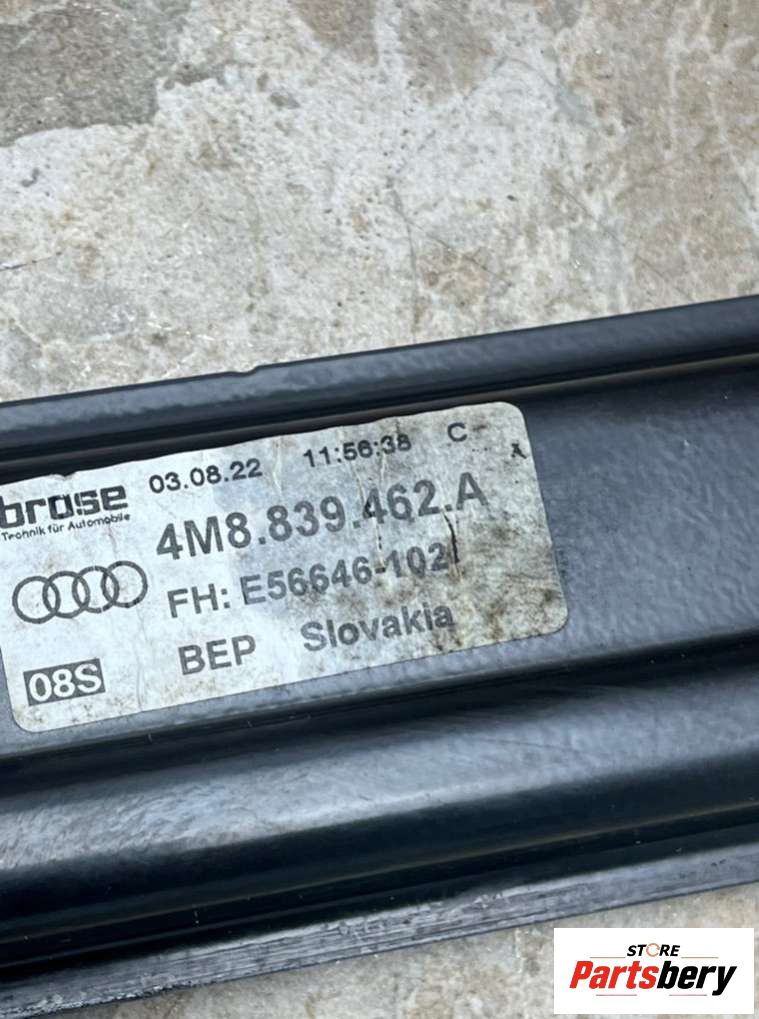 brose 03.08.22 11:56:38 C
Technik für Automobile
4M8.839.462.A
FH: E56646-102
08S BEP Slovakia
STORE
Partsbery